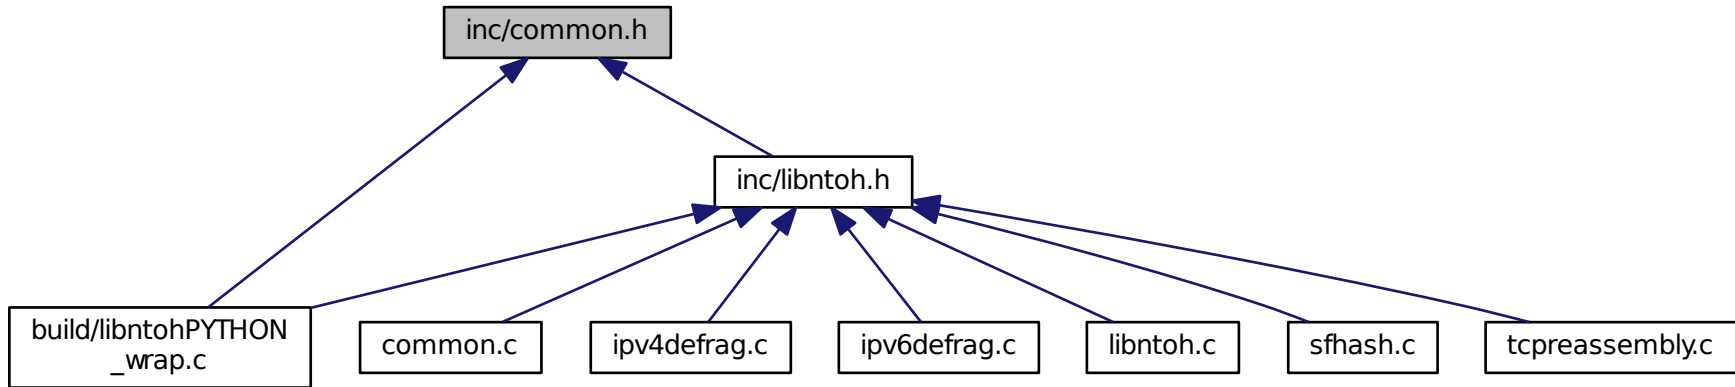 inc/common.h
inc/libntoh.h
build/libntohPYTHON
_wrap.c
common.c
ipv4defrag.c
ipv6defrag.c
libntoh.c
sfhash.c
tcpreassembly.c